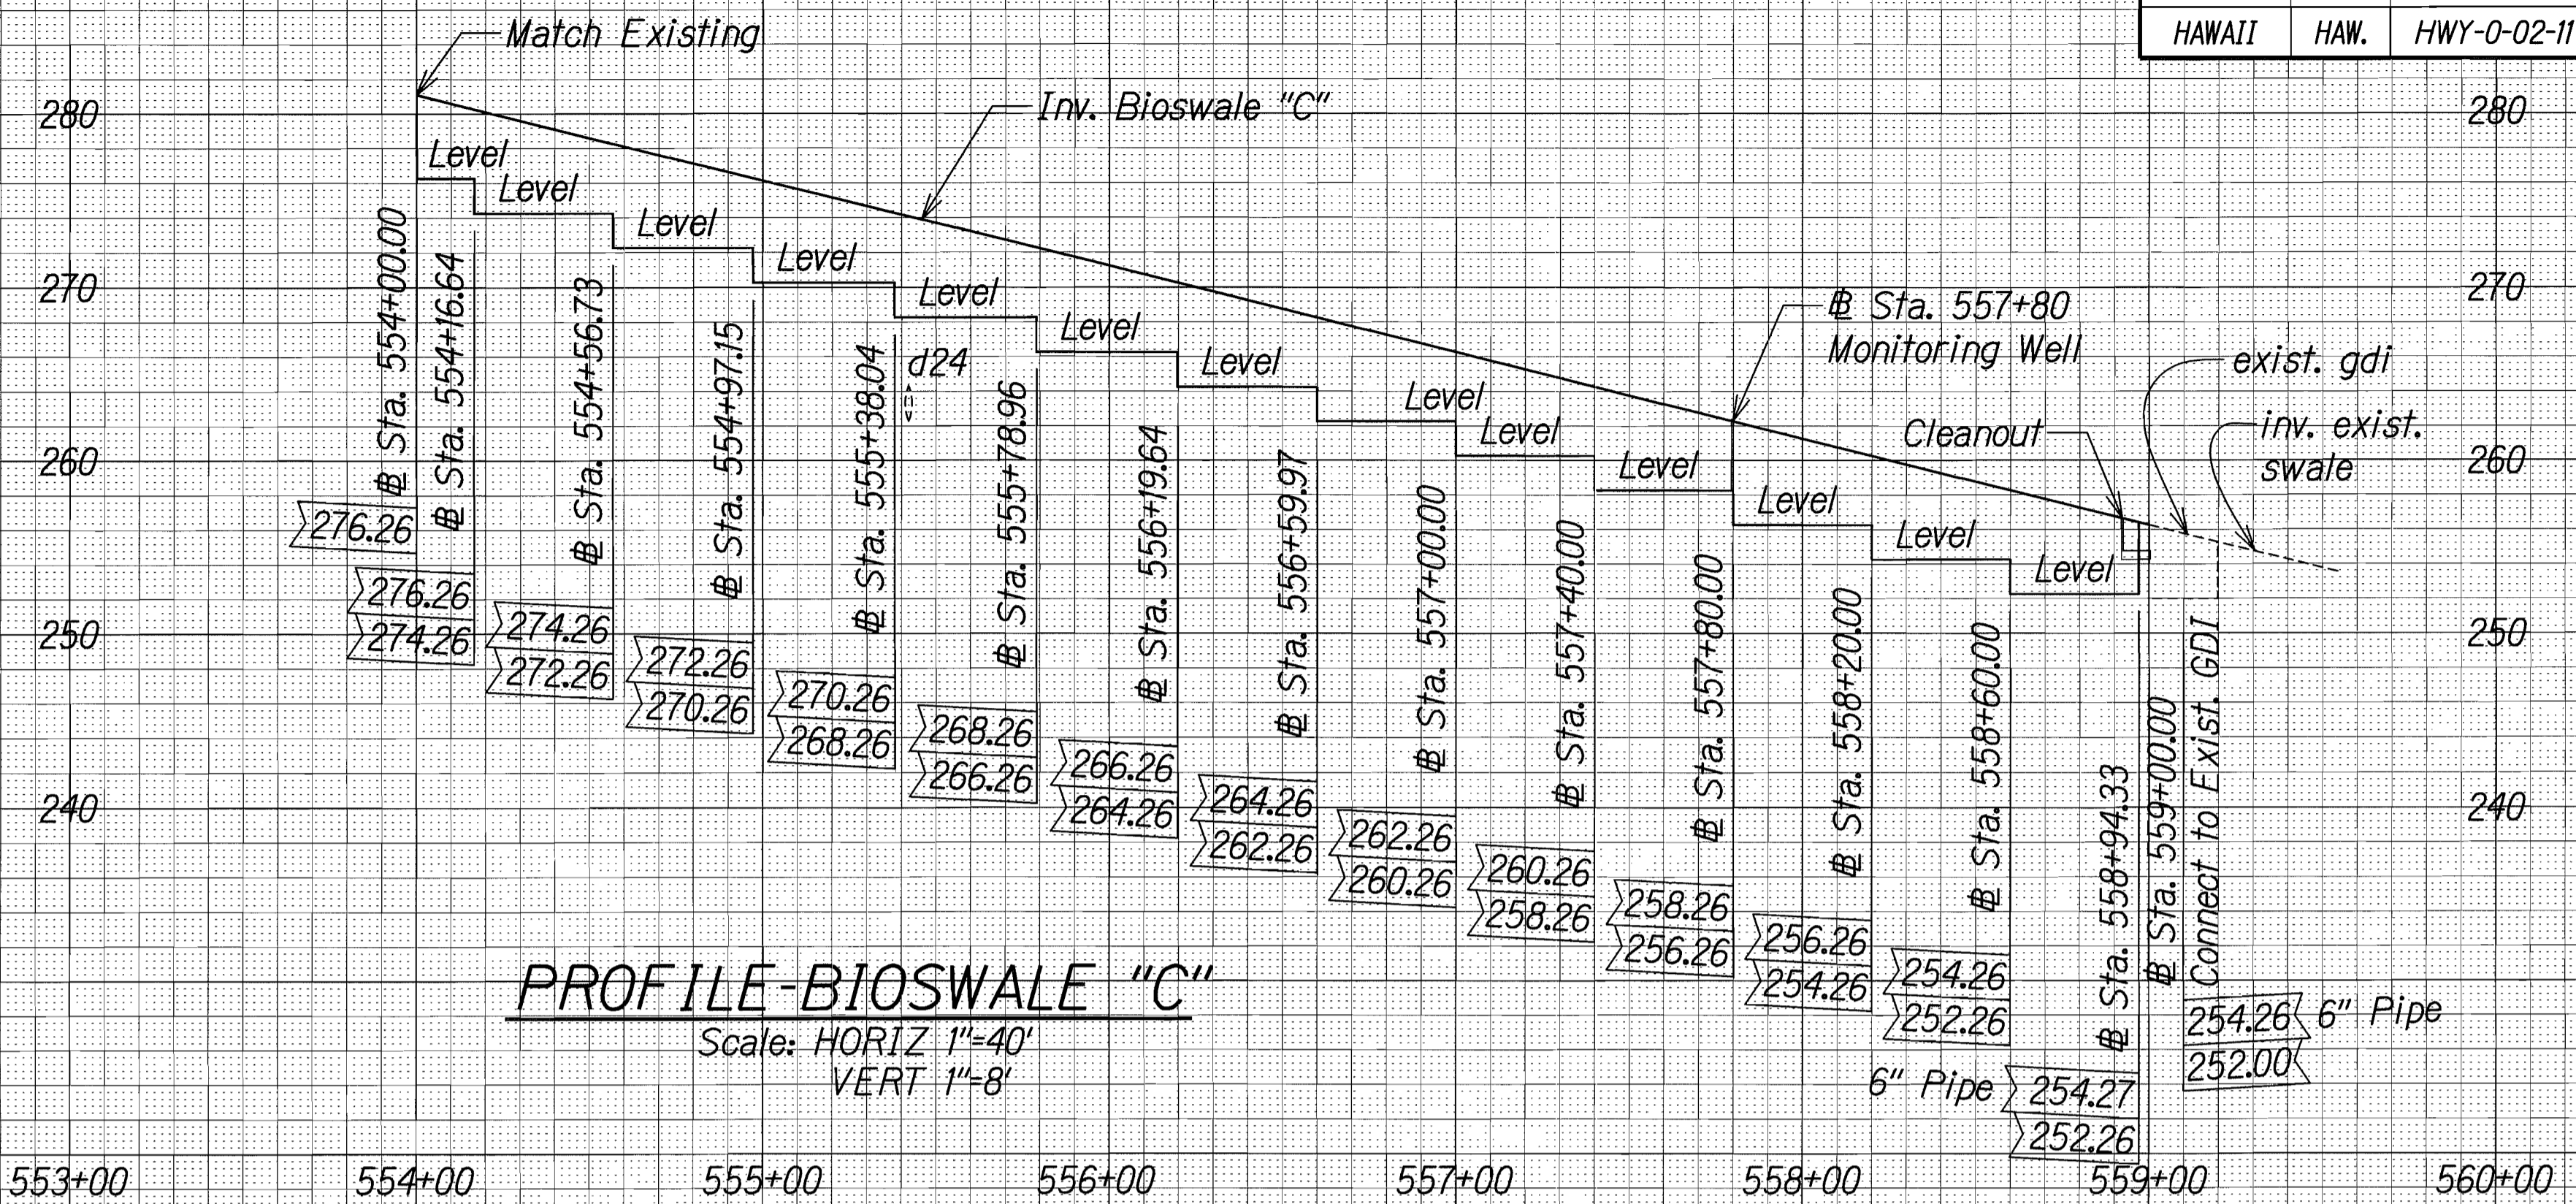 HAWAII HAW. HWY-0-02-11
Match Existing
Inv. Bioswale "C"
280 280
Level
Level
Level
Level
Level
Level
Level
Level
Level
Level
Level
Level
Level
270 270
260 260
250 250
240 240
℄ Sta. 557+80
Monitoring Well
exist. gdi
Cleanout
inv. exist.
swale
d24
Sta. 554+00.00
276.26
Sta. 554+16.64
276.26
274.26
Sta. 554+56.73
274.26
272.26
Sta. 554+97.15
272.26
270.26
Sta. 555+38.04
270.26
268.26
Sta. 555+78.96
268.26
266.26
Sta. 556+19.64
266.26
264.26
Sta. 556+59.97
264.26
262.26
Sta. 557+00.00
262.26
260.26
Sta. 557+40.00
260.26
258.26
Sta. 557+80.00
258.26
256.26
Sta. 558+20.00
256.26
254.26
Sta. 558+60.00
254.26
252.26
Sta. 558+94.33
6" Pipe 254.27
252.26
Sta. 559+00.00
Connect to Exist. GDI
254.26 6" Pipe
252.00
PROFILE-BIOSWALE "C"
Scale: HORIZ 1"=40'
VERT 1"=8'
553+00 554+00 555+00 556+00 557+00 558+00 559+00 560+00